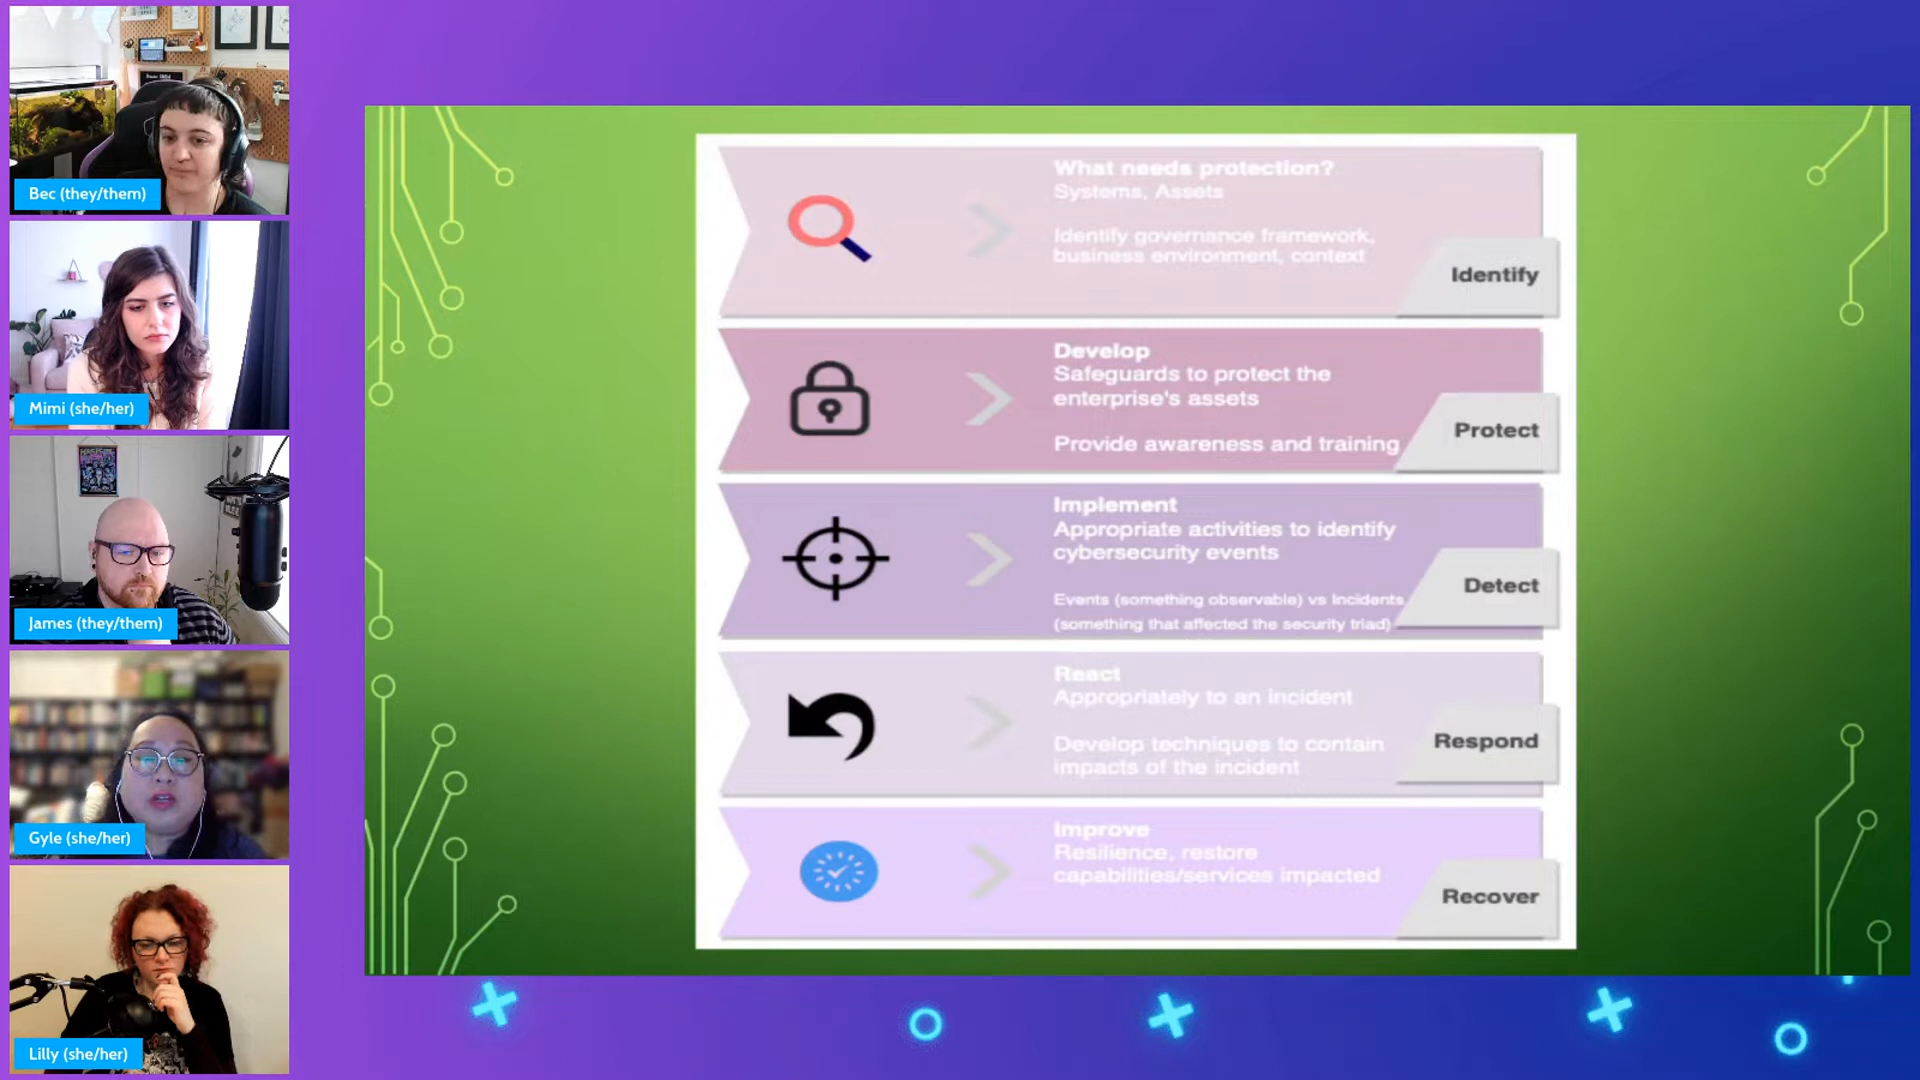 Bec (they/them)
Mimi (she/her)
James (they/them)
Gyle (she/her)
Lilly (she/her)
What needs protection?
Systems, Assets
Identify governance framework,
business environment, context
Identify
Develop
Safeguards to protect the
enterprise's assets
Provide awareness and training
Protect
Implement
Appropriate activities to identify
cybersecurity events
Events (something observable) vs Incidents
(something that affected the security triad)
Detect
React
Appropriately to an incident
Develop techniques to contain
impacts of the incident
Respond
Improve
Resilience, restore
capabilities/services impacted
Recover